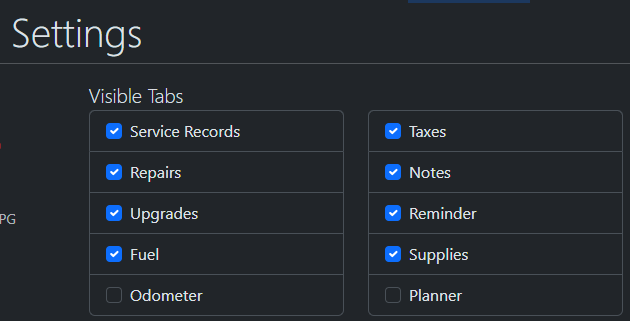 Settings
Visible Tabs
Service Records
Taxes
Repairs
Notes
PG
Upgrades
Reminder
Fuel
Supplies
Odometer
Planner